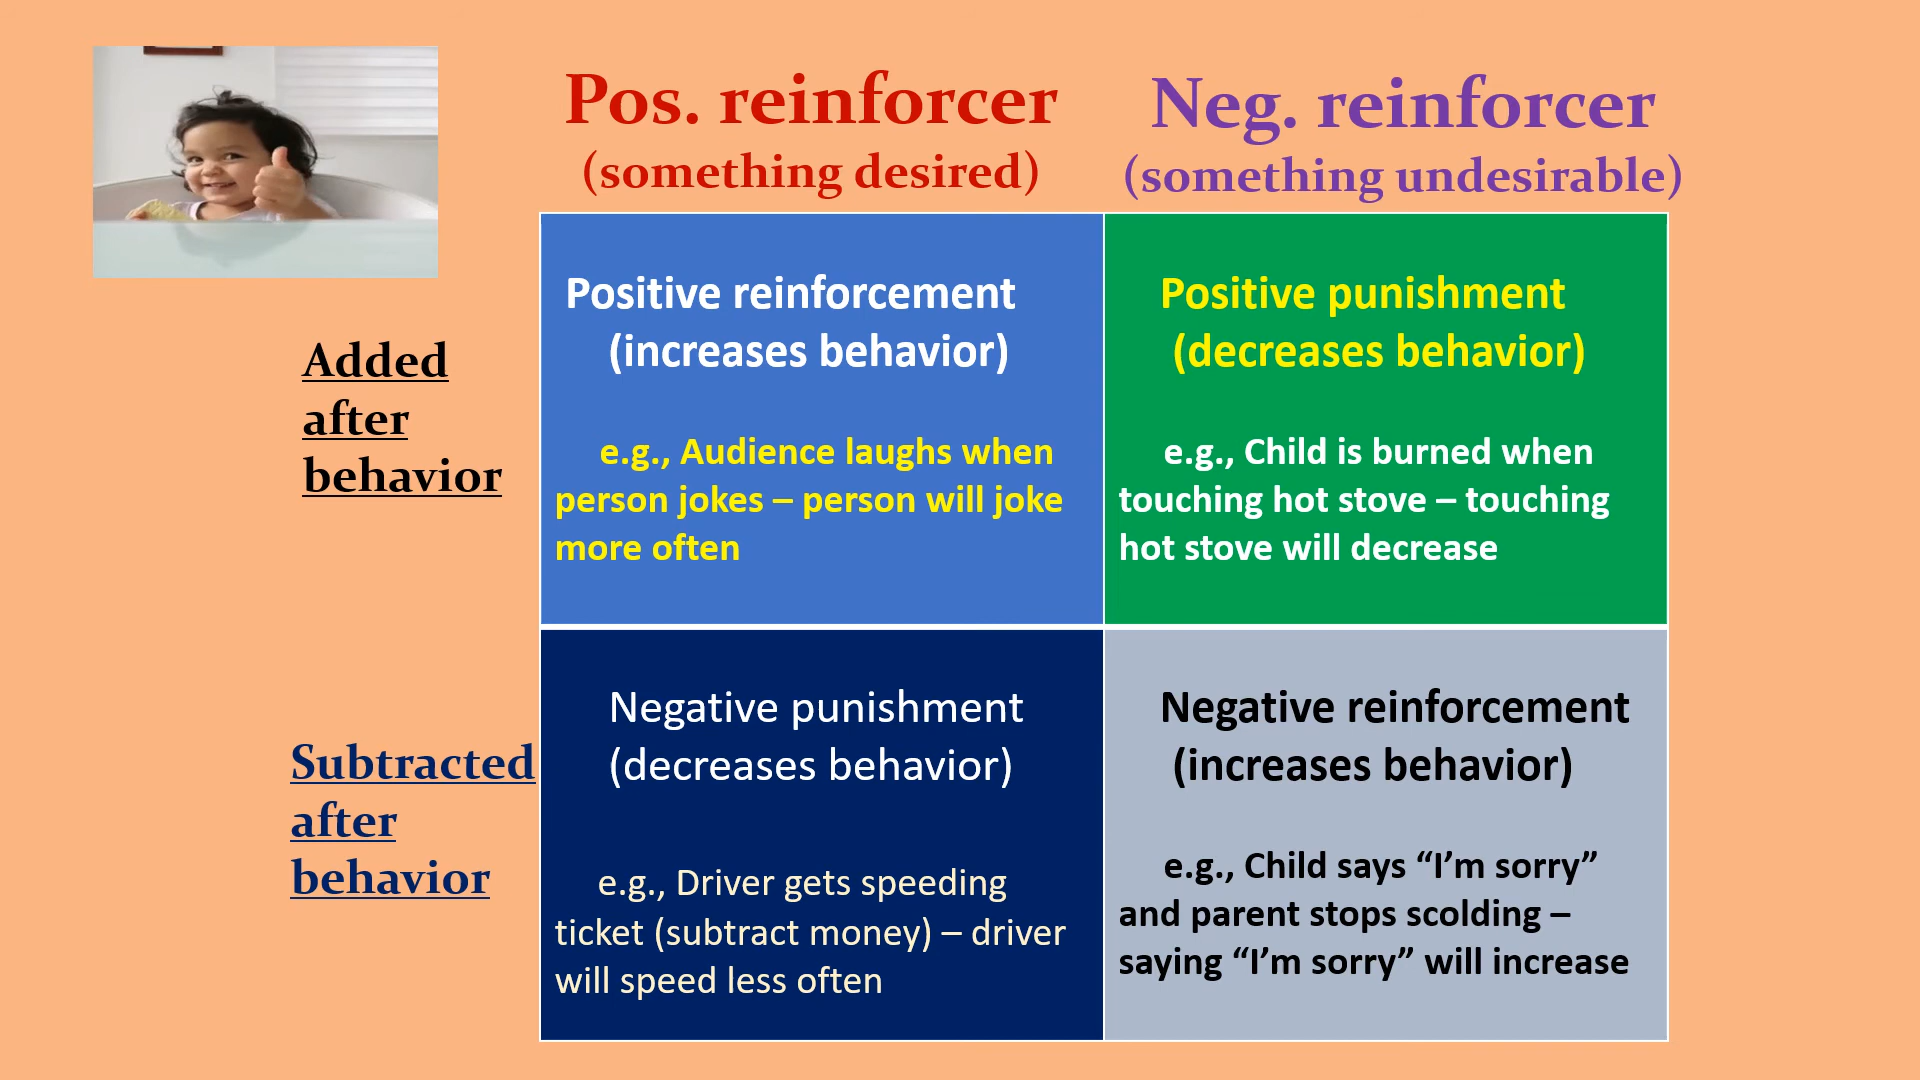 Pos. reinforcer
(something desired)
Neg. reinforcer
(something undesirable)
Added
after
behavior
Positive reinforcement
(increases behavior)
e.g., Audience laughs when
person jokes – person will joke
more often
Positive punishment
(decreases behavior)
e.g., Child is burned when
touching hot stove – touching
hot stove will decrease
Subtracted
after
behavior
Negative punishment
(decreases behavior)
e.g., Driver gets speeding
ticket (subtract money) – driver
will speed less often
Negative reinforcement
(increases behavior)
e.g., Child says “I’m sorry”
and parent stops scolding –
saying “I’m sorry” will increase